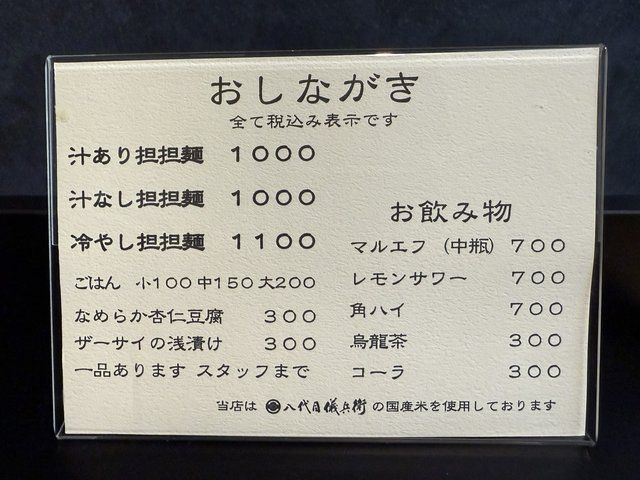 おしながき
全て税込み表示です
汁あり担担麺 1000
汁なし担担麺 1000
冷やし担担麺 1100
ごはん 小100 中150 大200
なめらか杏仁豆腐 300
ザーサイの浅漬け 300
一品あります スタッフまで
お飲み物
マルエフ (中瓶) 700
レモンサワー 700
角ハイ 700
烏龍茶 300
コーラ 300
当店は 八代目儀兵衛 の国産米を使用しております